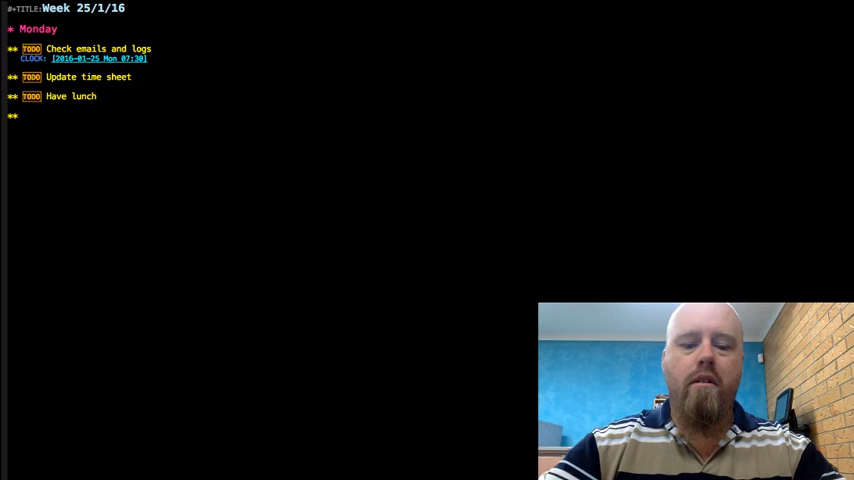 #+TITLE:Week 25/1/16
* Monday
** TODO Check emails and logs
CLOCK: [2016-01-25 Mon 07:30]
** TODO Update time sheet
** TODO Have lunch
**